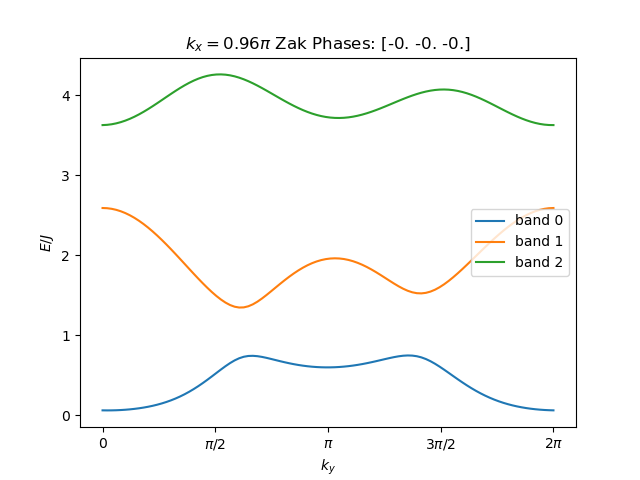 $k_x = 0.96\pi$ Zak Phases: [-0. -0. -0.]
4
3
2
1
0
E/J
band 0
band 1
band 2
0
π/2
π
3π/2
2π
$k_y$